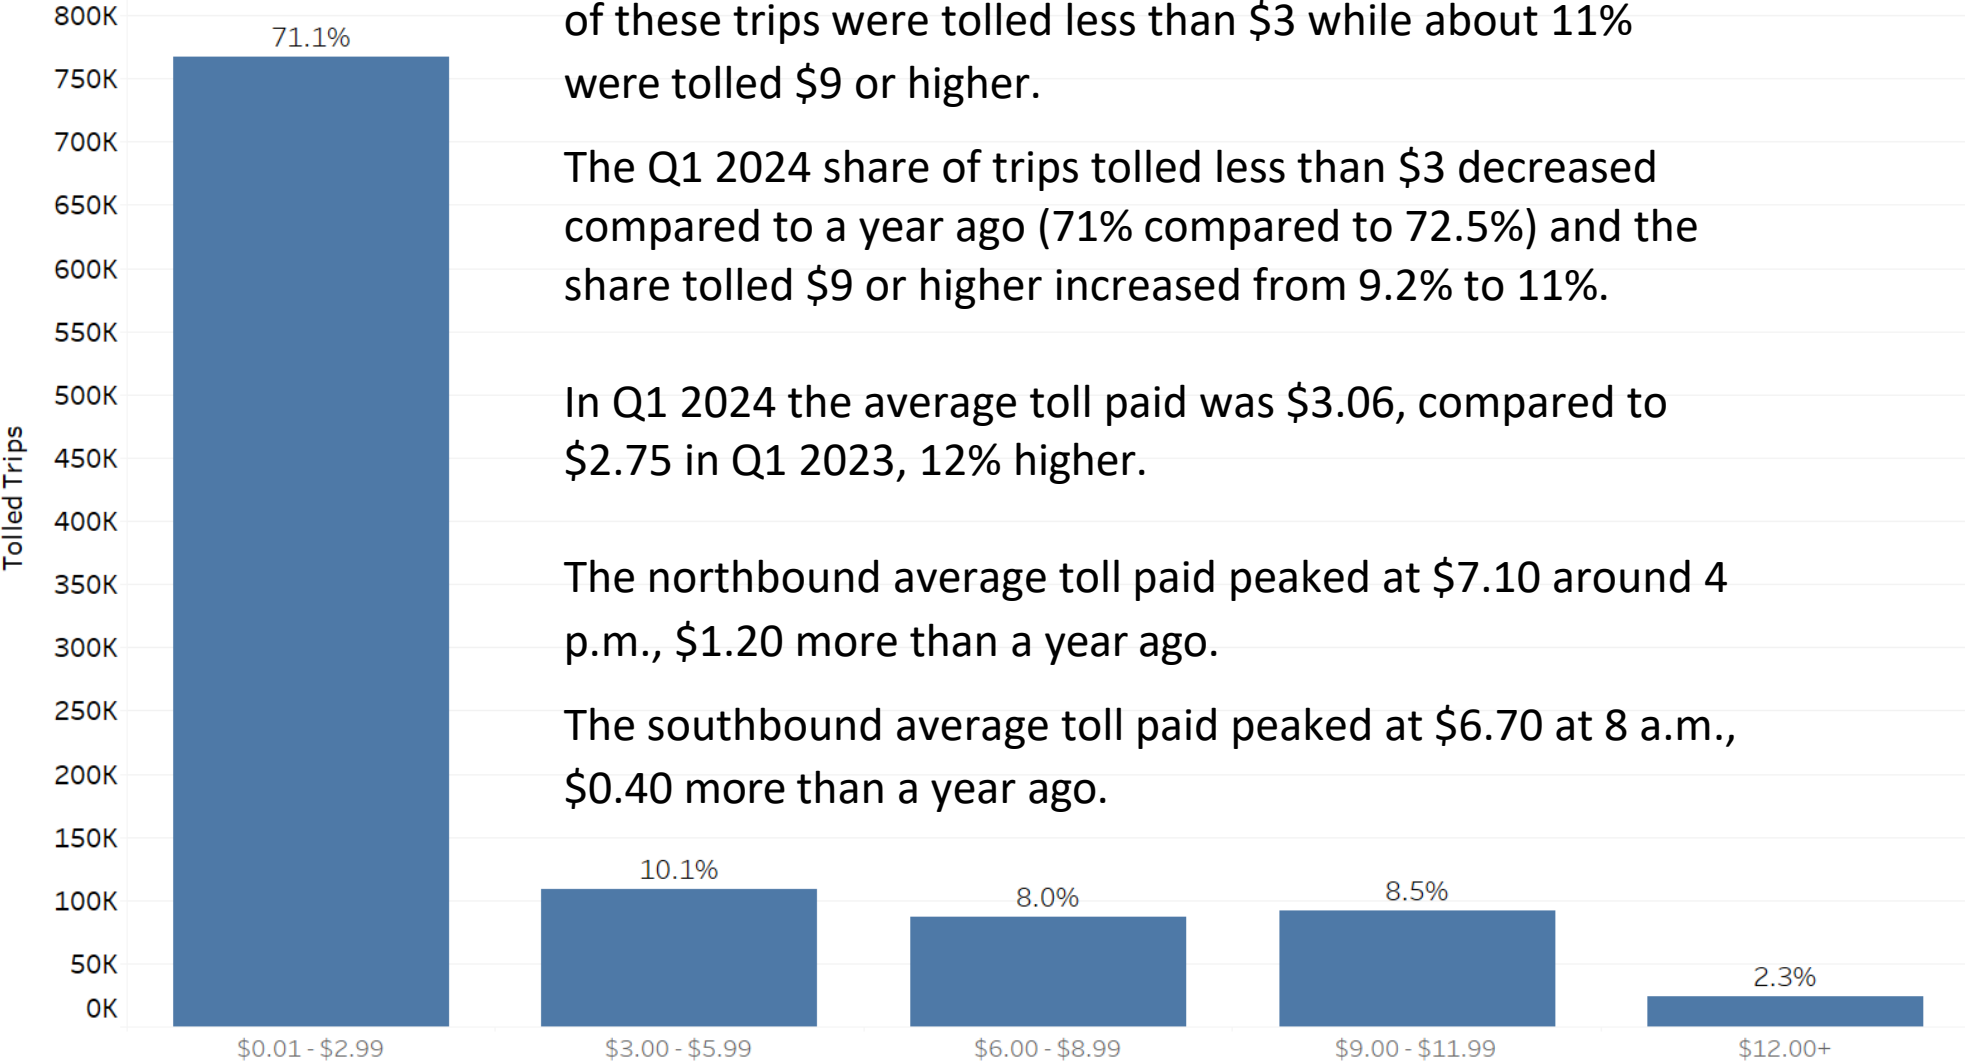 of these trips were tolled less than $3 while about 11%
were tolled $9 or higher.
The Q1 2024 share of trips tolled less than $3 decreased
compared to a year ago (71% compared to 72.5%) and the
share tolled $9 or higher increased from 9.2% to 11%.
In Q1 2024 the average toll paid was $3.06, compared to
$2.75 in Q1 2023, 12% higher.
The northbound average toll paid peaked at $7.10 around 4
p.m., $1.20 more than a year ago.
The southbound average toll paid peaked at $6.70 at 8 a.m.,
$0.40 more than a year ago.
Tolled Trips
800K
750K
700K
650K
600K
550K
500K
450K
400K
350K
300K
250K
200K
150K
100K
50K
0K
71.1%
10.1%
8.0%
8.5%
2.3%
$0.01 - $2.99
$3.00 - $5.99
$6.00 - $8.99
$9.00 - $11.99
$12.00+